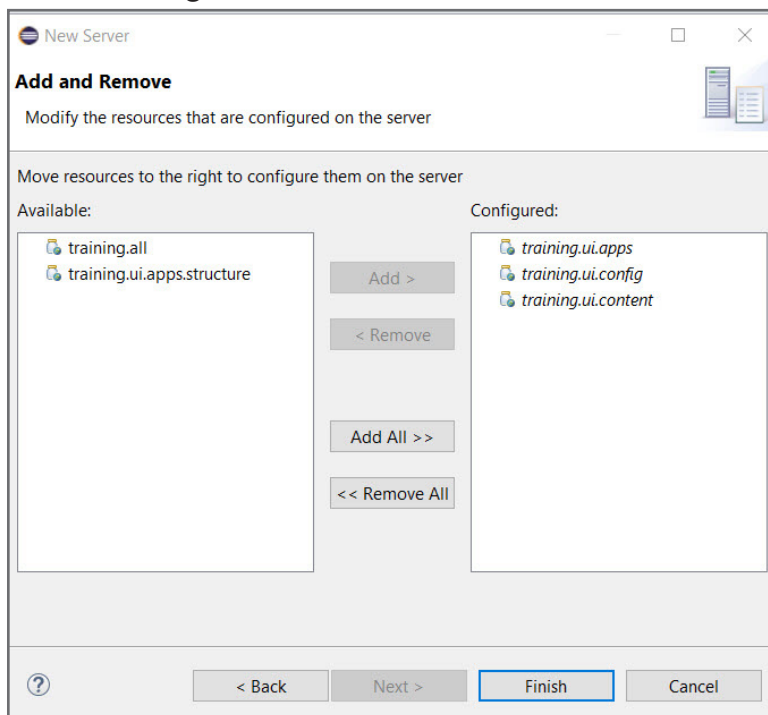 New Server
Add and Remove
Modify the resources that are configured on the server
Move resources to the right to configure them on the server
Available:
training.all
training.ui.apps.structure
Add >
< Remove
Add All >>
<< Remove All
Configured:
training.ui.apps
training.ui.config
training.ui.content
?
< Back
Next >
Finish
Cancel